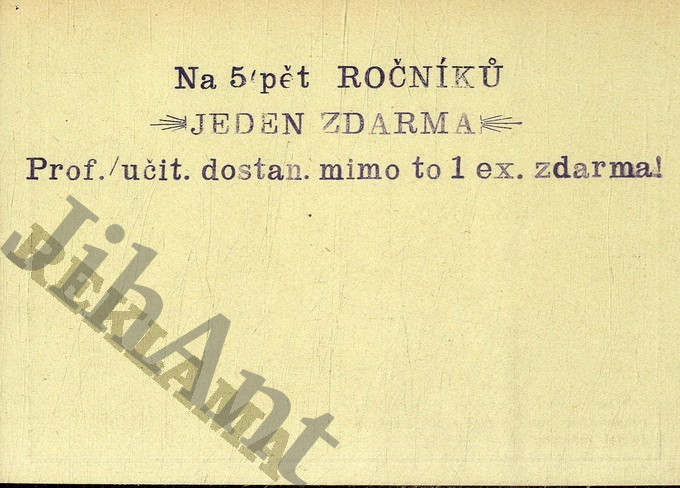 Na 5/pět ROČNÍKŮ
JEDEN ZDARMA
Prof./učit. dostan. mimo to 1 ex. zdarma!
JihAnt
REKLAMA